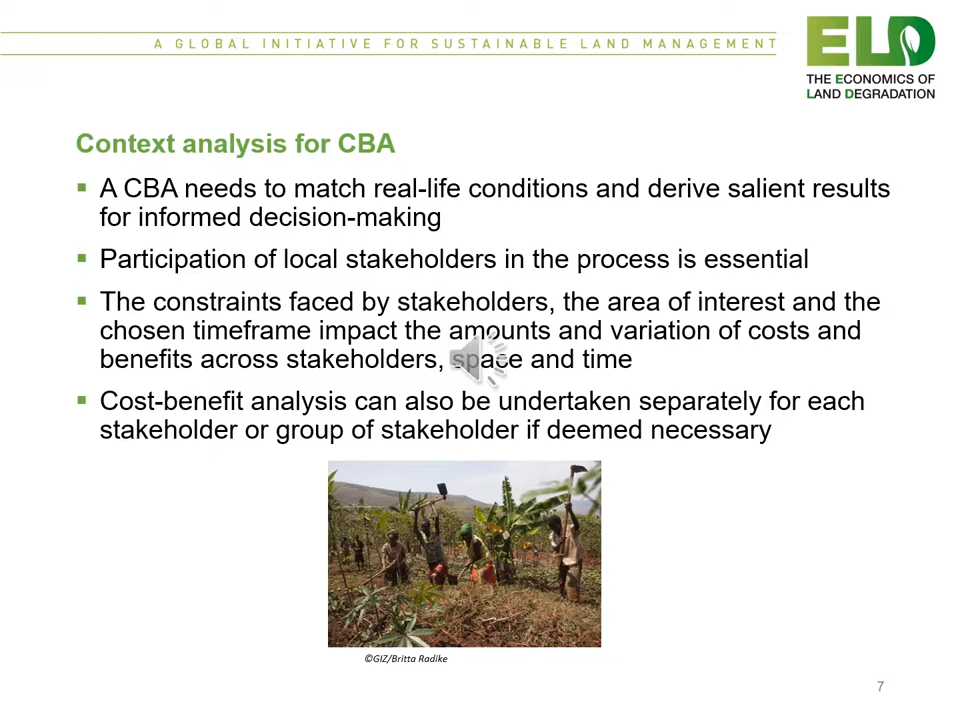 A GLOBAL INITIATIVE FOR SUSTAINABLE LAND MANAGEMENT
ELD
THE ECONOMICS OF
LAND DEGRADATION
Context analysis for CBA
A CBA needs to match real-life conditions and derive salient results
for informed decision-making
Participation of local stakeholders in the process is essential
The constraints faced by stakeholders, the area of interest and the
chosen timeframe impact the amounts and variation of costs and
benefits across stakeholders, space and time
Cost-benefit analysis can also be undertaken separately for each
stakeholder or group of stakeholder if deemed necessary
©GIZ/Britta Radike
7